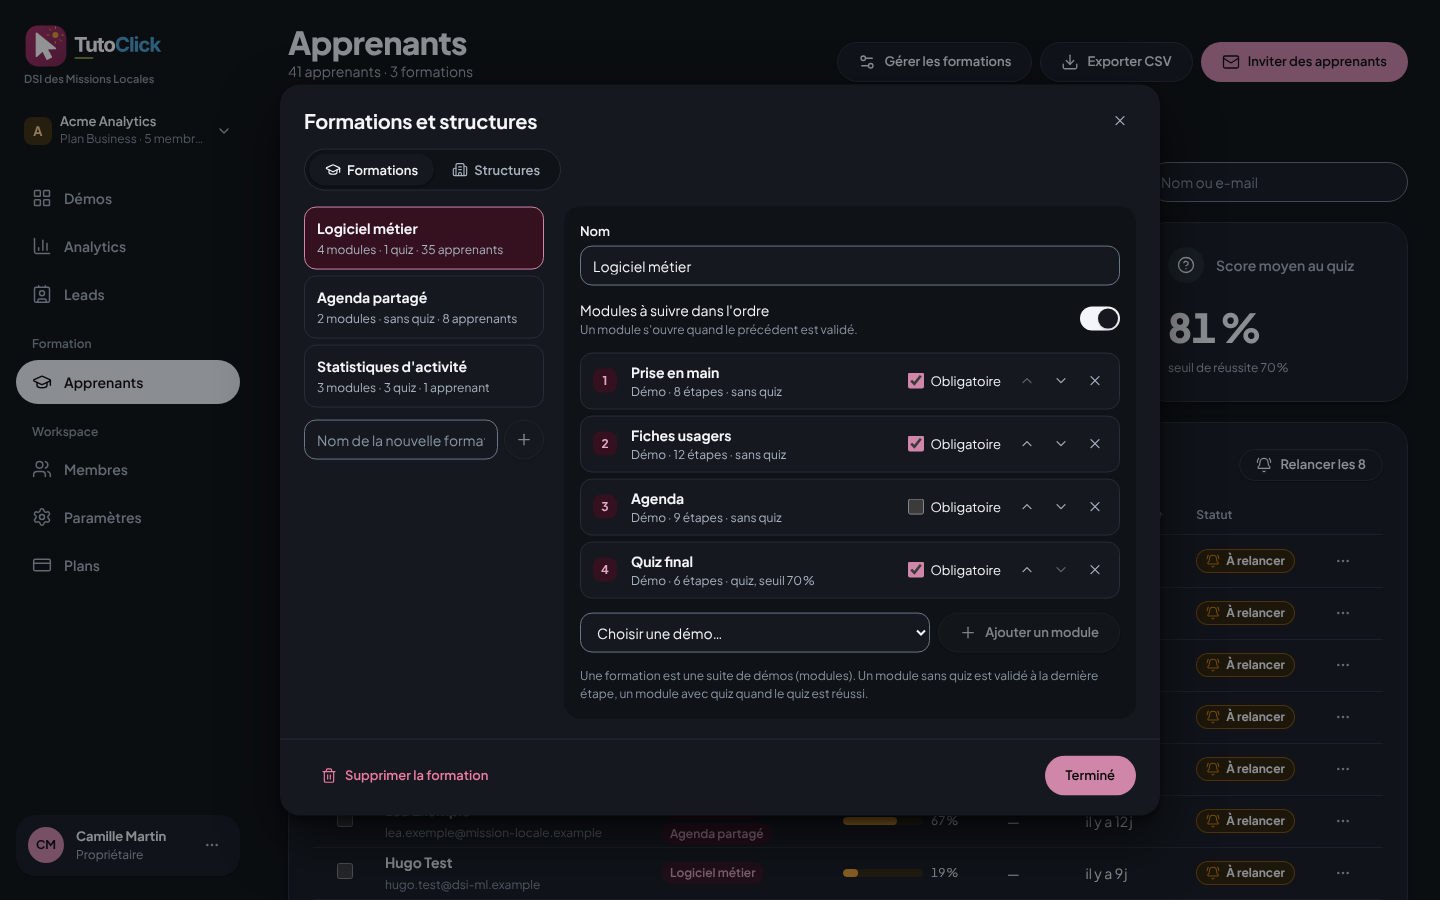 TutoClick
DSI des Missions Locales
A
Acme Analytics
Plan Business · 5 membr...
Démos
Analytics
Leads
Formation
Apprenants
Workspace
Membres
Paramètres
Plans
CM
Camille Martin
Propriétaire
Apprenants
41 apprenants · 3 formations
Gérer les formations
Exporter CSV
Inviter des apprenants
Nom ou e-mail
Score moyen au quiz
81 %
seuil de réussite 70 %
Relancer les 8
Statut
À relancer
À relancer
À relancer
À relancer
À relancer
Formations et structures
Formations
Structures
Logiciel métier
4 modules · 1 quiz · 35 apprenants
Agenda partagé
2 modules · sans quiz · 8 apprenants
Statistiques d'activité
3 modules · 3 quiz · 1 apprenant
Nom de la nouvelle format
Nom
Logiciel métier
Modules à suivre dans l'ordre
Un module s'ouvre quand le précédent est validé.
1
Prise en main
Démo · 8 étapes · sans quiz
Obligatoire
2
Fiches usagers
Démo · 12 étapes · sans quiz
Obligatoire
3
Agenda
Démo · 9 étapes · sans quiz
Obligatoire
4
Quiz final
Démo · 6 étapes · quiz, seuil 70 %
Obligatoire
Choisir une démo...
Ajouter un module
Une formation est une suite de démos (modules). Un module sans quiz est validé à la dernière
étape, un module avec quiz quand le quiz est réussi.
Supprimer la formation
Terminé
lea.exemple@mission-locale.example
Agenda partagé
67 %
—
il y a 12 j
À relancer
Hugo Test
hugo.test@dsi-ml.example
Logiciel métier
19 %
—
il y a 9 j
À relancer